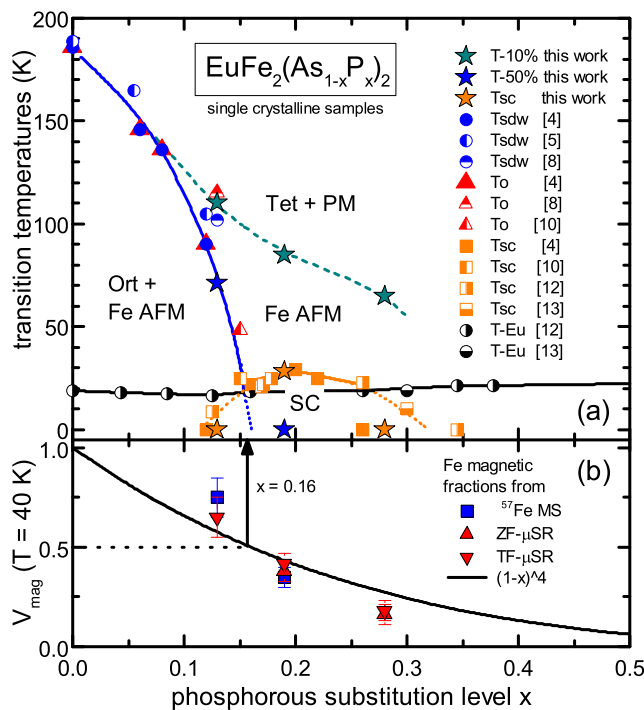 200
150
100
50
0
transition temperatures (K)
EuFe₂(As₁₋ₓPₓ)₂
single crystalline samples
T-10% this work
T-50% this work
Tsc this work
Tsdw [4]
Tsdw [5]
Tsdw [8]
To [4]
To [8]
To [10]
Tsc [4]
Tsc [10]
Tsc [12]
Tsc [13]
T-Eu [12]
T-Eu [13]
Tet + PM
Ort +
Fe AFM
Fe AFM
SC
(a)
1.0
0.5
0.0
V_mag (T = 40 K)
x = 0.16
(b)
Fe magnetic
fractions from
⁵⁷Fe MS
ZF-μSR
TF-μSR
(1-x)^4
0.0 0.1 0.2 0.3 0.4 0.5
phosphorous substitution level x